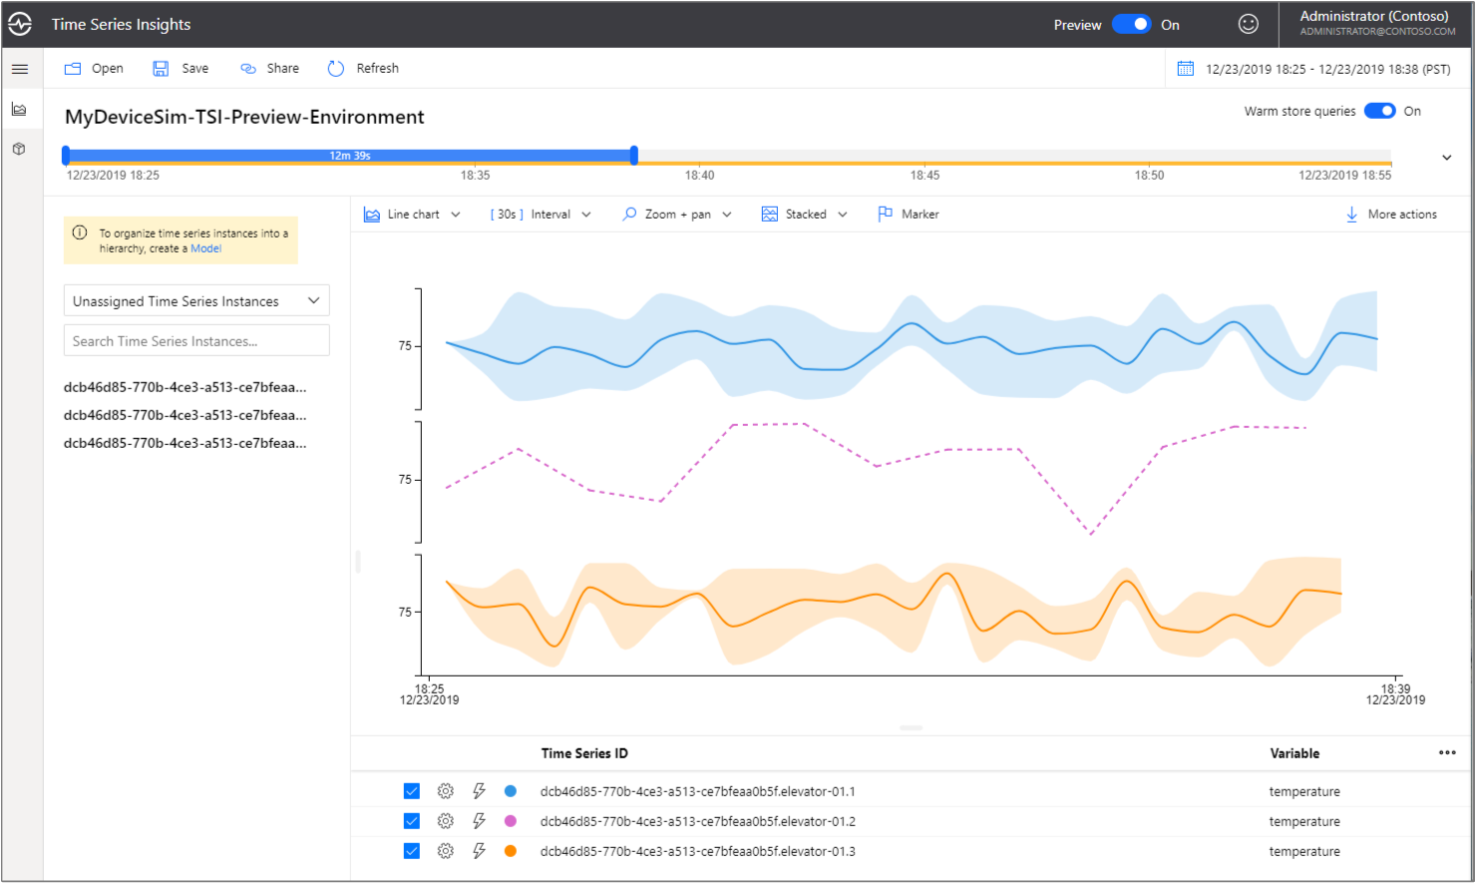 Time Series Insights
Preview On
Administrator (Contoso)
ADMINISTRATOR@CONTOSO.COM
Open Save Share Refresh
12/23/2019 18:25 - 12/23/2019 18:38 (PST)
MyDeviceSim-TSI-Preview-Environment
Warm store queries On
12m 39s
12/23/2019 18:25 18:35 18:40 18:45 18:50 12/23/2019 18:55
Line chart [ 30s ] Interval Zoom + pan Stacked Marker More actions
To organize time series instances into a
hierarchy, create a Model
Unassigned Time Series Instances
Search Time Series Instances...
dcb46d85-770b-4ce3-a513-ce7bfeaa...
dcb46d85-770b-4ce3-a513-ce7bfeaa...
dcb46d85-770b-4ce3-a513-ce7bfeaa...
75
75
75
18:25
12/23/2019
18:39
12/23/2019
Time Series ID Variable
dcb46d85-770b-4ce3-a513-ce7bfeaa0b5f.elevator-01.1 temperature
dcb46d85-770b-4ce3-a513-ce7bfeaa0b5f.elevator-01.2 temperature
dcb46d85-770b-4ce3-a513-ce7bfeaa0b5f.elevator-01.3 temperature